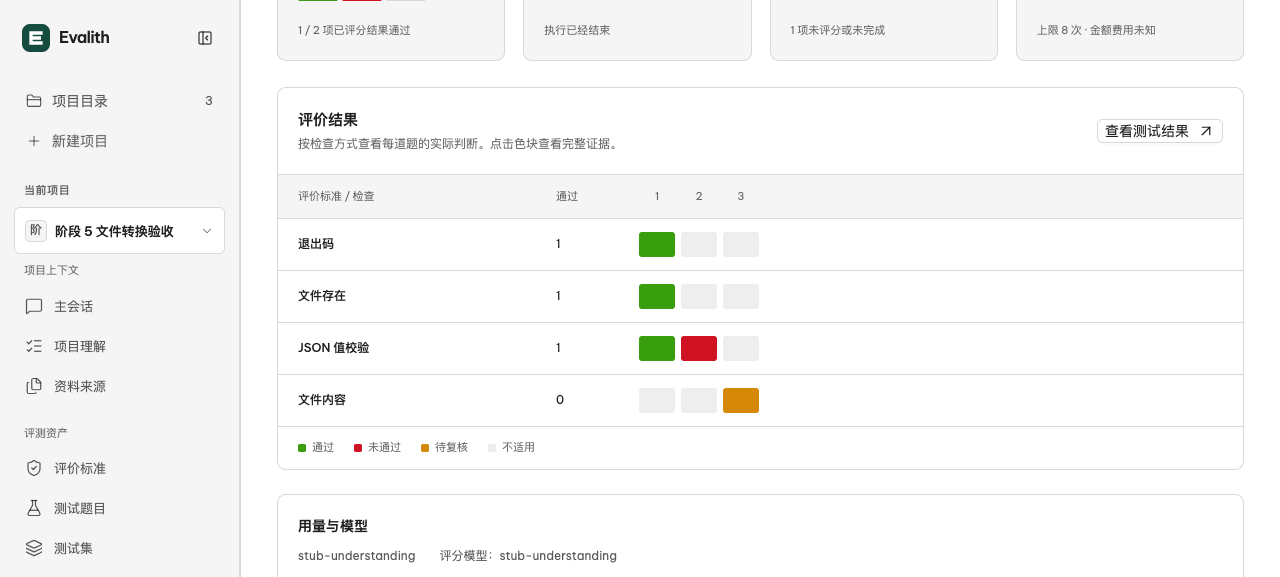 Evalith
项目目录 3
新建项目
当前项目
阶 阶段 5 文件转换验收
项目上下文
主会话
项目理解
资料来源
评测资产
评价标准
测试题目
测试集
1 / 2 项已评分结果通过
执行已经结束
1 项未评分或未完成
上限 8 次 · 金额费用未知
评价结果
按检查方式查看每道题的实际判断。点击色块查看完整证据。
查看测试结果
评价标准 / 检查 通过 1 2 3
退出码 1
文件存在 1
JSON 值校验 1
文件内容 0
通过 未通过 待复核 不适用
用量与模型
stub-understanding 评分模型：stub-understanding